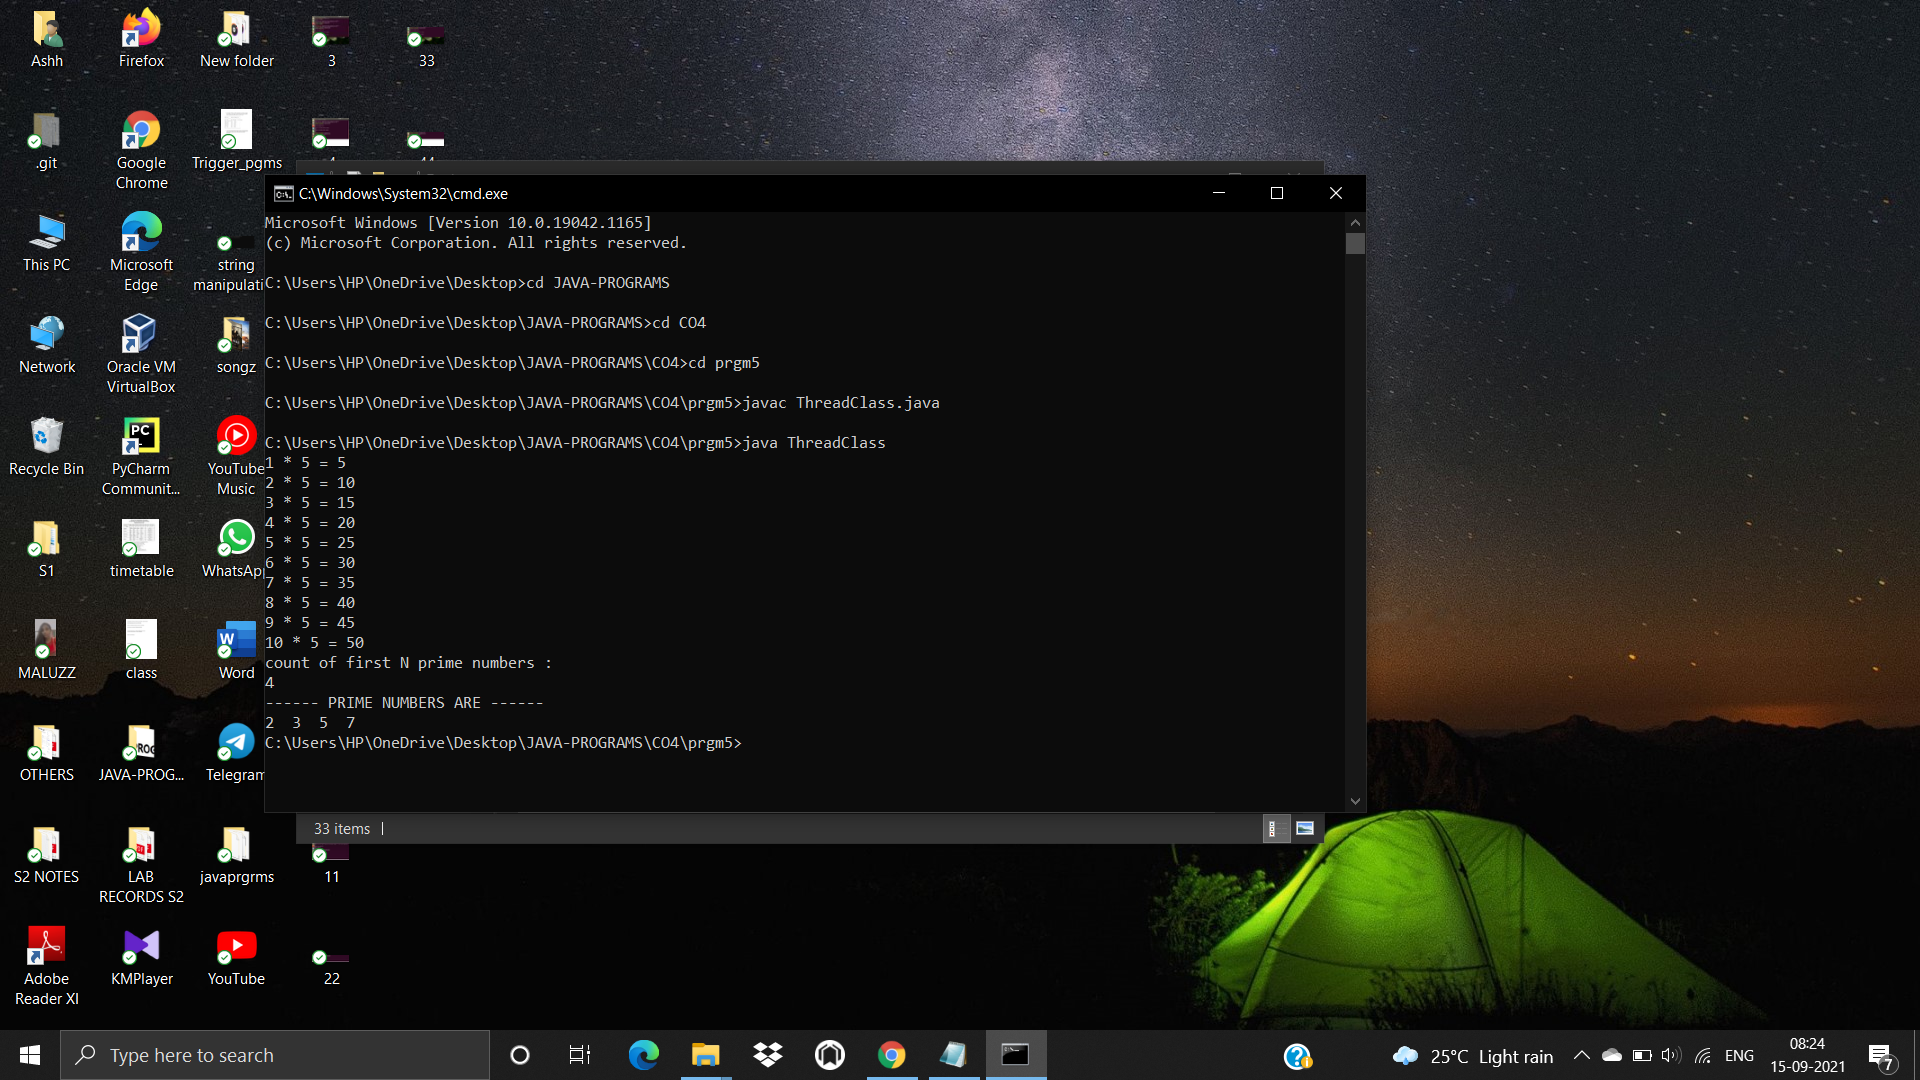 Ashh
Firefox
New folder
3
33
.git
Google
Chrome
Trigger_pgms
This PC
Microsoft
Edge
string
manipulati
Network
Oracle VM
VirtualBox
songz
Recycle Bin
PyCharm
Communit...
YouTube
Music
S1
timetable
WhatsApp
MALUZZ
class
Word
OTHERS
JAVA-PROG...
Telegram
S2 NOTES
LAB
RECORDS S2
javaprgrms
11
Adobe
Reader XI
KMPlayer
YouTube
22
C:\Windows\System32\cmd.exe
Microsoft Windows [Version 10.0.19042.1165]
(c) Microsoft Corporation. All rights reserved.
C:\Users\HP\OneDrive\Desktop>cd JAVA-PROGRAMS
C:\Users\HP\OneDrive\Desktop\JAVA-PROGRAMS>cd CO4
C:\Users\HP\OneDrive\Desktop\JAVA-PROGRAMS\CO4>cd prgm5
C:\Users\HP\OneDrive\Desktop\JAVA-PROGRAMS\CO4\prgm5>javac ThreadClass.java
C:\Users\HP\OneDrive\Desktop\JAVA-PROGRAMS\CO4\prgm5>java ThreadClass
1 * 5 = 5
2 * 5 = 10
3 * 5 = 15
4 * 5 = 20
5 * 5 = 25
6 * 5 = 30
7 * 5 = 35
8 * 5 = 40
9 * 5 = 45
10 * 5 = 50
count of first N prime numbers :
4
------ PRIME NUMBERS ARE ------
2  3  5  7
C:\Users\HP\OneDrive\Desktop\JAVA-PROGRAMS\CO4\prgm5>
33 items
Type here to search
25°C Light rain
ENG
08:24
15-09-2021
7